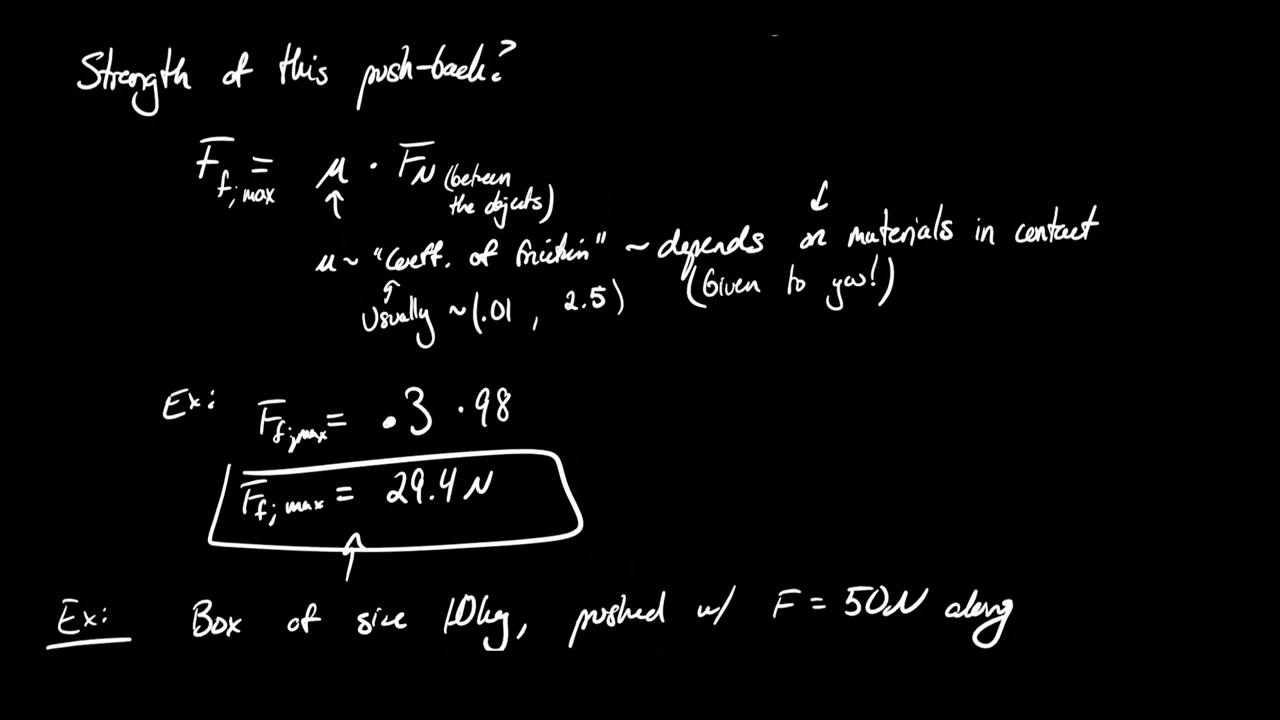 Strength of this push-back?
F_f;max = μ · F_N (between the objects)
μ ~ "Coeff. of friction" ~ depends on materials in contact
Usually ~ (.01 , 2.5) (Given to you!)
Ex: F_f;max = .3 · 98
F_f;max = 29.4 N
Ex: Box of size 10kg, pushed w/ F = 50N along